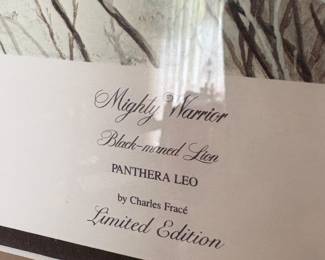 Mighty Warrior
Black-maned Lion
PANTHERA LEO
by Charles Fracé
Limited Edition